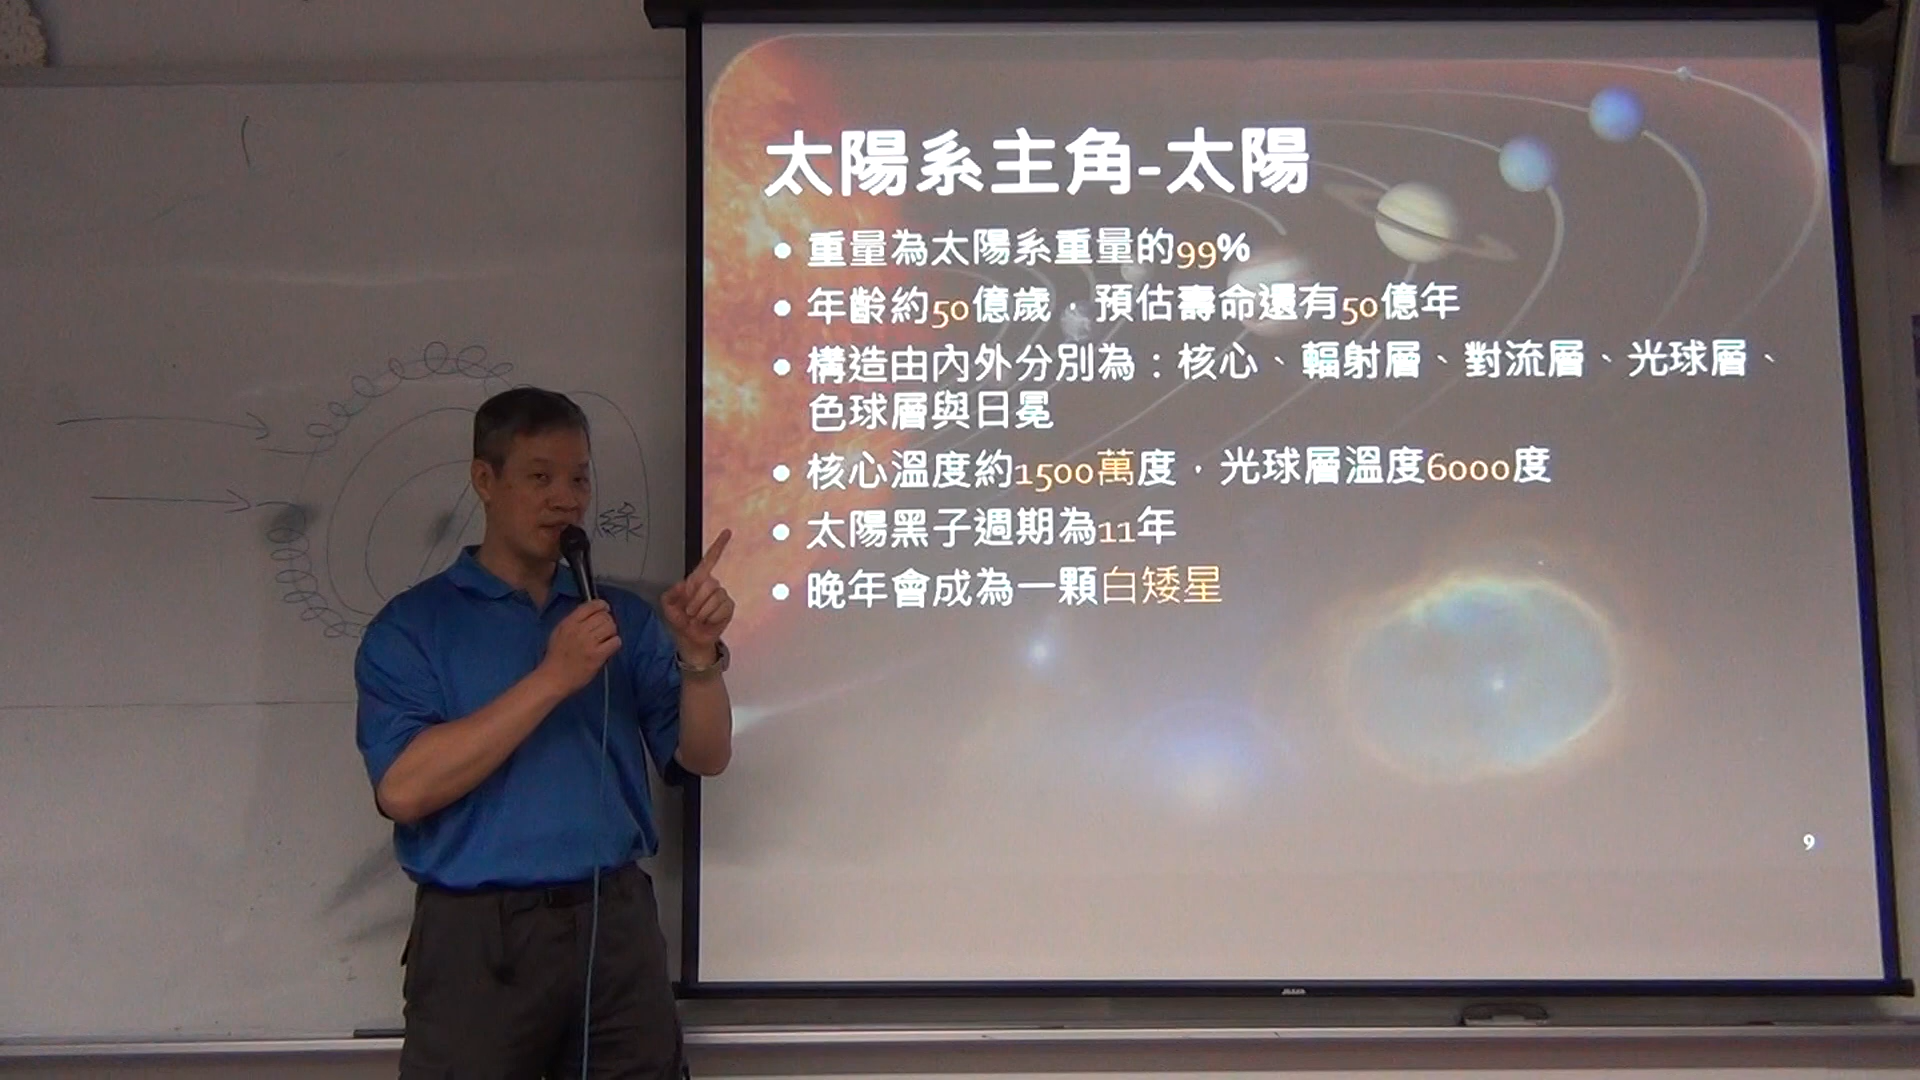 太陽系主角-太陽
• 重量為太陽系重量的99%
• 年齡約50億歲，預估壽命還有50億年
• 構造由內外分別為：核心、輻射層、對流層、光球層、
色球層與日冕
• 核心溫度約1500萬度，光球層溫度6000度
• 太陽黑子週期為11年
• 晚年會成為一顆白矮星
9
綠